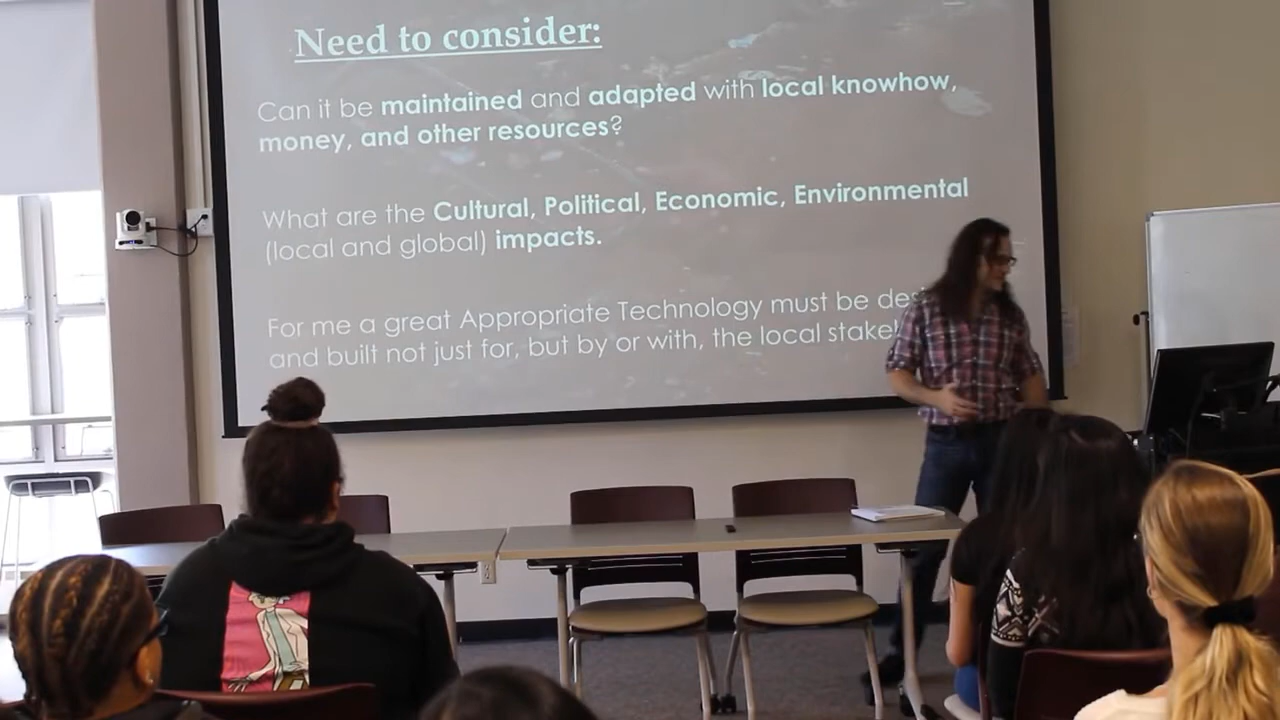 Need to consider:
Can it be maintained and adapted with local knowhow,
money, and other resources?
What are the Cultural, Political, Economic, Environmental
(local and global) impacts.
For me a great Appropriate Technology must be
and built not just for, but by or with, the local